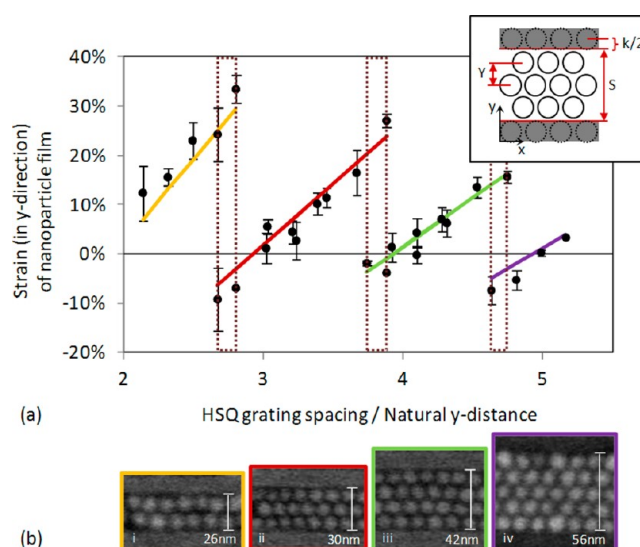 40%
30%
20%
10%
0%
-10%
-20%
Strain (in y-direction)
of nanoparticle film
k/2
Y
S
y
x
2
3
4
5
(a)
HSQ grating spacing / Natural y-distance
(b)
i
26nm
ii
30nm
iii
42nm
iv
56nm